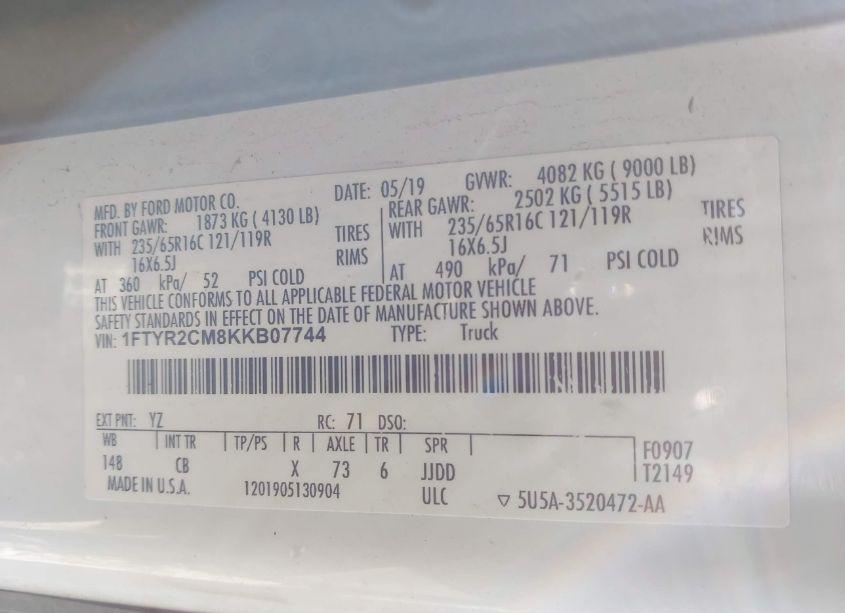 MFD. BY FORD MOTOR CO. DATE: 05/19 GVWR: 4082 KG ( 9000 LB)
FRONT GAWR: 1873 KG ( 4130 LB) REAR GAWR: 2502 KG ( 5515 LB)
WITH 235/65R16C 121/119R TIRES WITH 235/65R16C 121/119R TIRES
16X6.5J RIMS 16X6.5J RIMS
AT 360 kPa/ 52 PSI COLD AT 490 kPa/ 71 PSI COLD
THIS VEHICLE CONFORMS TO ALL APPLICABLE FEDERAL MOTOR VEHICLE
SAFETY STANDARDS IN EFFECT ON THE DATE OF MANUFACTURE SHOWN ABOVE.
VIN: 1FTYR2CM8KKB07744 TYPE: Truck
EXT PNT: YZ RC: 71 DSO:
WB INT TR TP/PS R AXLE TR SPR F0907
148 CB X 73 6 JJDD T2149
MADE IN U.S.A. 1201905130904 ULC ▽ 5U5A-3520472-AA